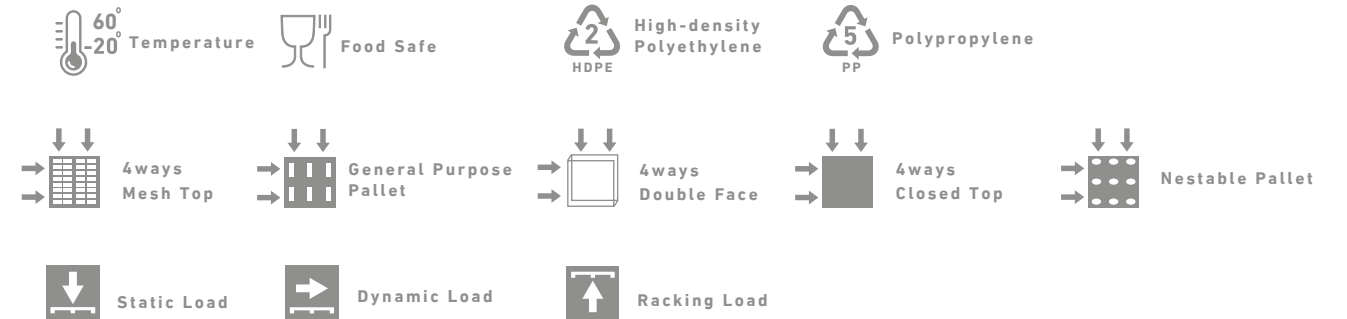 60°
-20° Temperature
Food Safe
2
HDPE
High-density
Polyethylene
5
PP
Polypropylene
4ways
Mesh Top
General Purpose
Pallet
4ways
Double Face
4ways
Closed Top
Nestable Pallet
Static Load
Dynamic Load
Racking Load